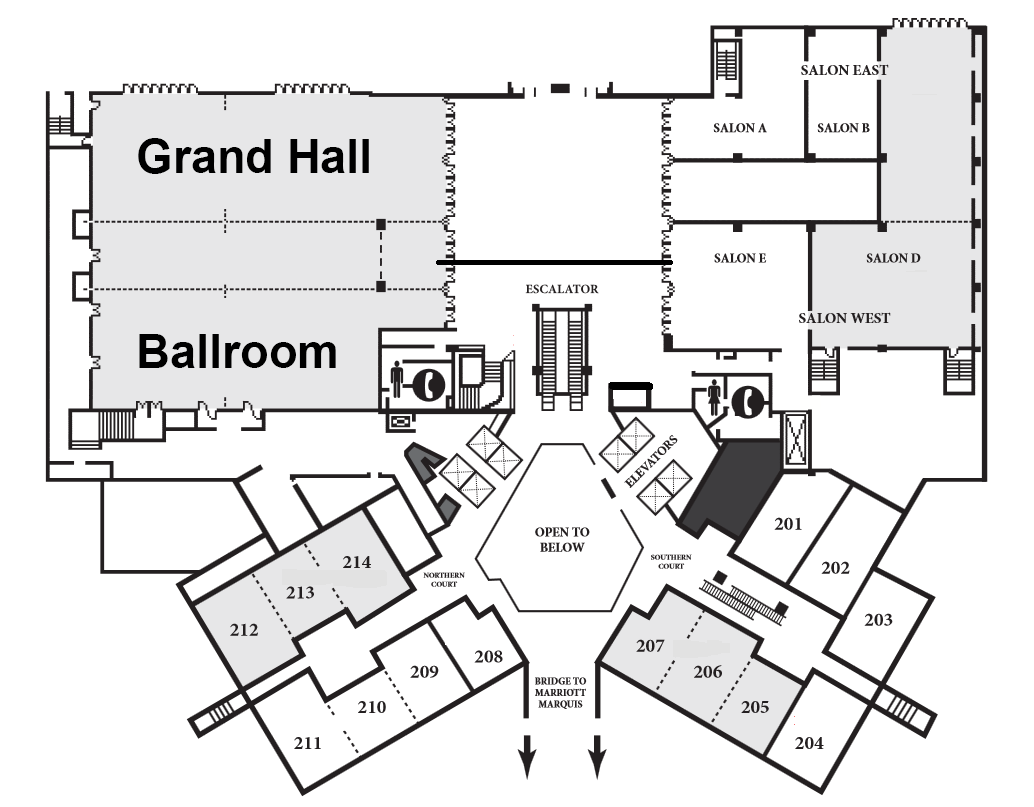 SALON EAST
SALON A
SALON B
Grand Hall
SALON E
SALON D
ESCALATOR
SALON WEST
Ballroom
ELEVATORS
OPEN TO
BELOW
201
202
203
204
205
206
207
SOUTHERN
COURT
NORTHERN
COURT
214
213
212
208
209
210
211
BRIDGE TO
MARRIOTT
MARQUIS